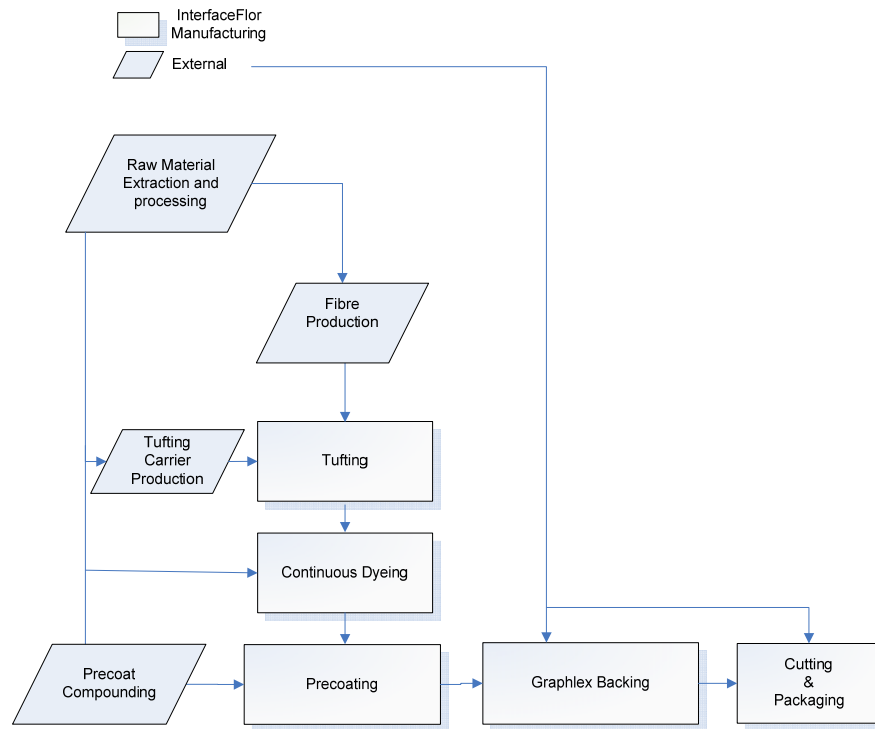 InterfaceFlor
Manufacturing
External
Raw Material
Extraction and
processing
Fibre
Production
Tufting
Carrier
Production
Tufting
Continuous Dyeing
Precoat
Compounding
Precoating
Graphlex Backing
Cutting
&
Packaging